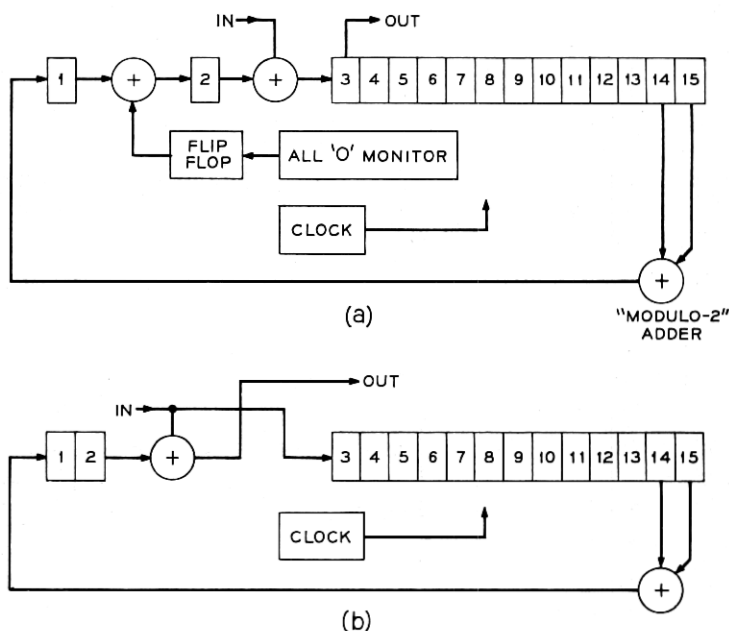 IN OUT
1 + 2 + 3 4 5 6 7 8 9 10 11 12 13 14 15
FLIP FLOP
ALL '0' MONITOR
CLOCK
+
"MODULO-2" ADDER
(a)
IN OUT
1 2 + 3 4 5 6 7 8 9 10 11 12 13 14 15
CLOCK
+
(b)